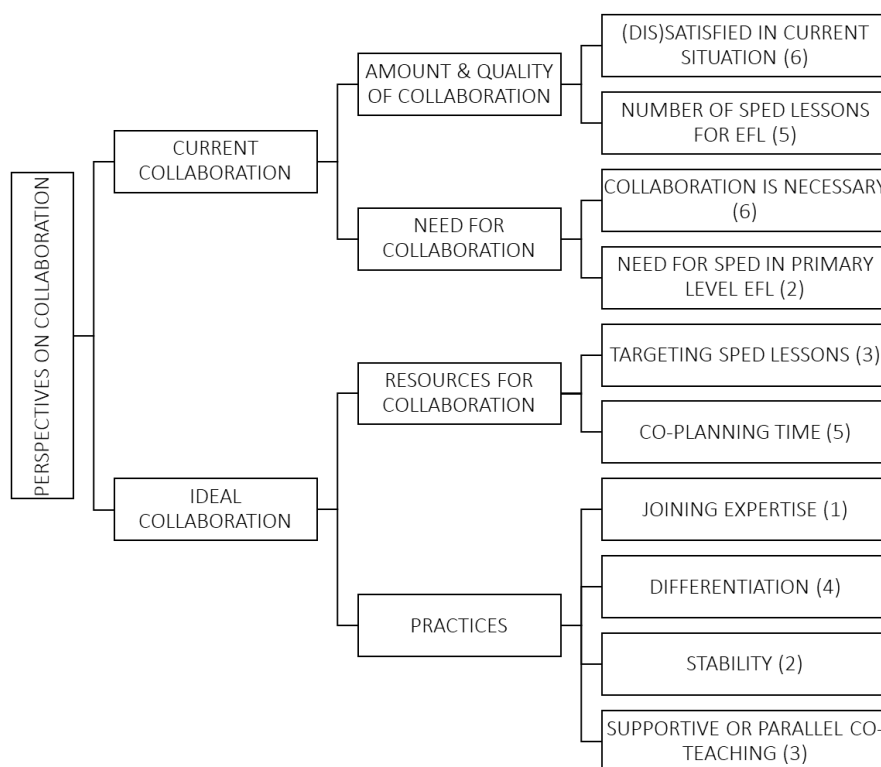 PERSPECTIVES ON COLLABORATION
CURRENT
COLLABORATION
AMOUNT & QUALITY
OF COLLABORATION
(DIS)SATISFIED IN CURRENT
SITUATION (6)
NUMBER OF SPED LESSONS
FOR EFL (5)
NEED FOR
COLLABORATION
COLLABORATION IS NECESSARY
(6)
NEED FOR SPED IN PRIMARY
LEVEL EFL (2)
IDEAL
COLLABORATION
RESOURCES FOR
COLLABORATION
TARGETING SPED LESSONS (3)
CO-PLANNING TIME (5)
PRACTICES
JOINING EXPERTISE (1)
DIFFERENTIATION (4)
STABILITY (2)
SUPPORTIVE OR PARALLEL CO-
TEACHING (3)